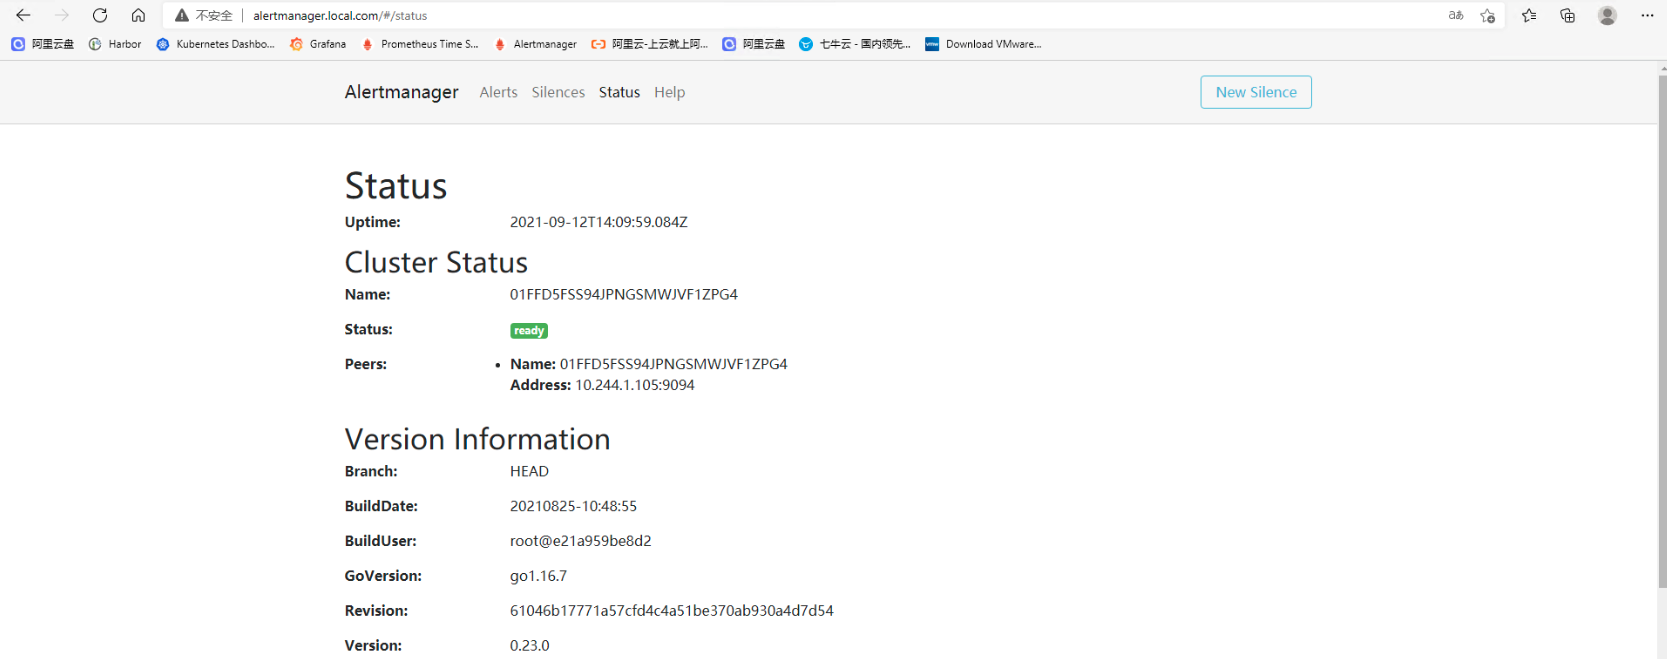 不安全 alertmanager.local.com/#/status
阿里云盘 Harbor Kubernetes Dashbo... Grafana Prometheus Time S... Alertmanager 阿里云-上云就上阿... 阿里云盘 七牛云 - 国内领先... Download VMware...
Alertmanager Alerts Silences Status Help New Silence
Status
Uptime: 2021-09-12T14:09:59.084Z
Cluster Status
Name: 01FFD5FSS94JPNGSMWJVF1ZPG4
Status: ready
Peers: • Name: 01FFD5FSS94JPNGSMWJVF1ZPG4
Address: 10.244.1.105:9094
Version Information
Branch: HEAD
BuildDate: 20210825-10:48:55
BuildUser: root@e21a959be8d2
GoVersion: go1.16.7
Revision: 61046b17771a57cfd4c4a51be370ab930a4d7d54
Version: 0.23.0